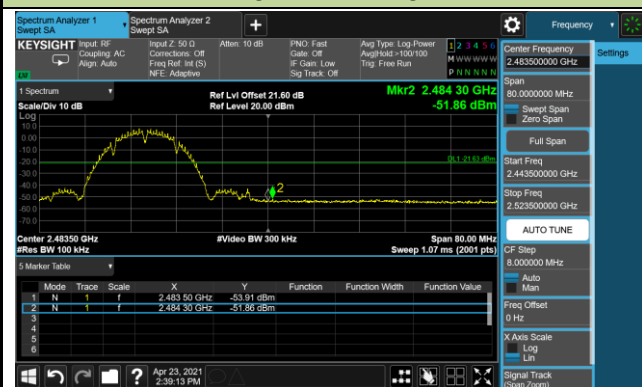 Spectrum Analyzer 1
Swept SA
Spectrum Analyzer 2
Swept SA
Frequency
KEYSIGHT
Input: RF
Coupling: AC
Align: Auto
Input Z: 50 Ω
Corrections: Off
Freq Ref: Int (S)
NFE: Adaptive
Atten: 10 dB
PNO: Fast
Gate: Off
IF Gain: Low
Sig Track: Off
Avg Type: Log-Power
Avg|Hold:>100/100
Trig: Free Run
1 2 3 4 5 6
M W W W W W
P N N N N N
1 Spectrum
Scale/Div 10 dB
Ref Lvl Offset 21.60 dB
Ref Level 20.00 dBm
Mkr2 2.484 30 GHz
-51.86 dBm
Log
10.0
0.00
-10.0
-20.0
-30.0
-40.0
-50.0
-60.0
-70.0
DL1 -21.63 dBm
2
Center 2.48350 GHz
#Res BW 100 kHz
#Video BW 300 kHz
Span 80.00 MHz
Sweep 1.07 ms (2001 pts)
5 Marker Table
Mode Trace Scale X Y Function Function Width Function Value
1 N 1 f 2.483 50 GHz -53.91 dBm
2 N 1 f 2.484 30 GHz -51.86 dBm
3
4
5
6
Apr 23, 2021
2:39:13 PM
Center Frequency
2.483500000 GHz
Settings
Span
80.0000000 MHz
Swept Span
Zero Span
Full Span
Start Freq
2.443500000 GHz
Stop Freq
2.523500000 GHz
AUTO TUNE
CF Step
8.000000 MHz
Auto
Man
Freq Offset
0 Hz
X Axis Scale
Log
Lin
Signal Track
(Span Zoom)